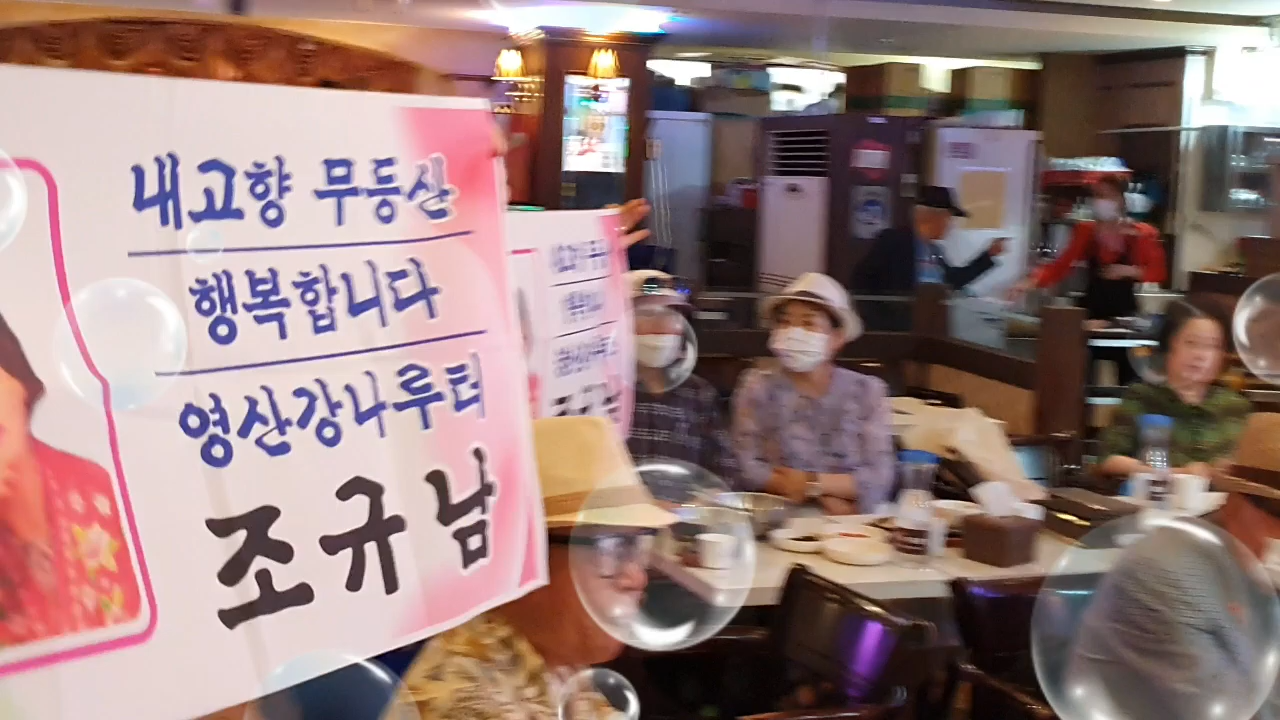 내고향 무등산
행복합니다
영산강나루터
조규남